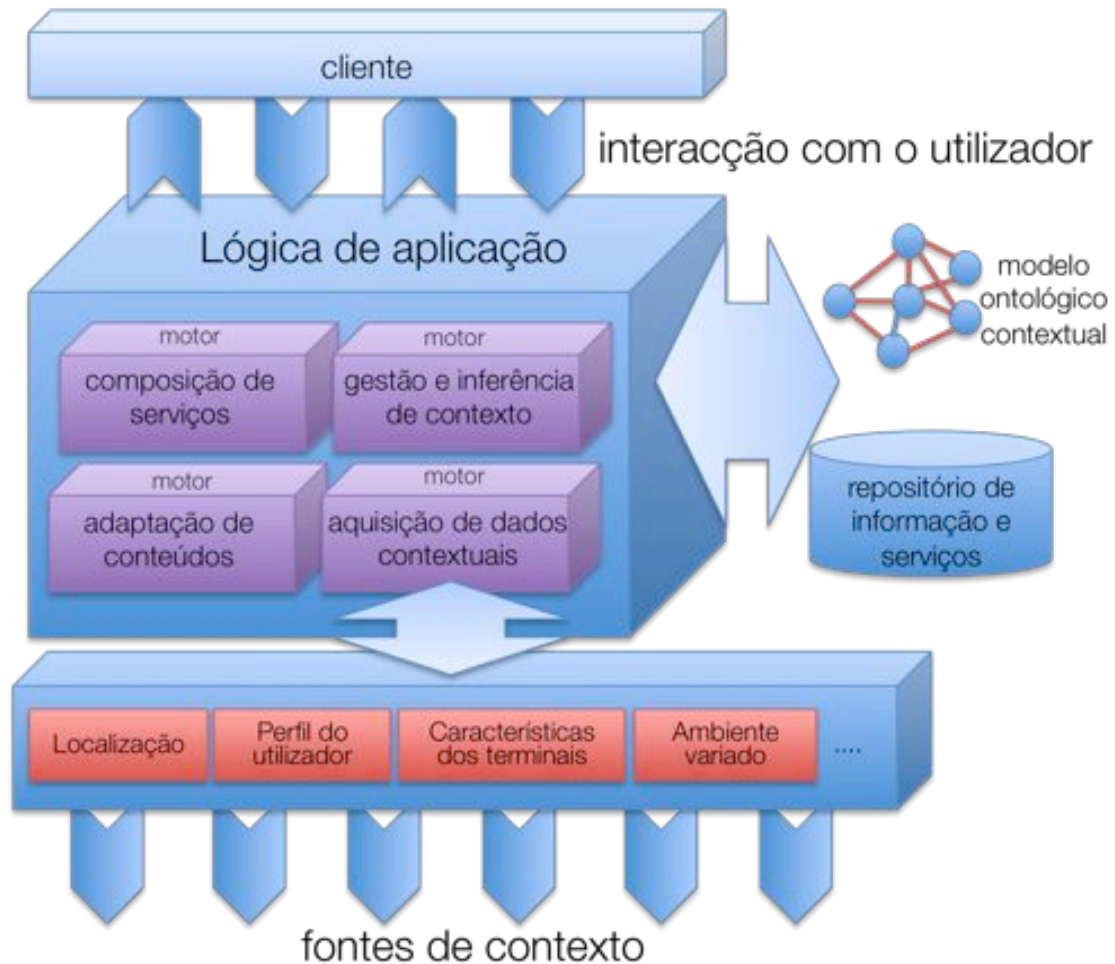 cliente
interacção com o utilizador
Lógica de aplicação
modelo
ontológico
contextual
motor
composição de
serviços
motor
gestão e inferência
de contexto
motor
adaptação de
conteúdos
motor
aquisição de dados
contextuais
repositório de
informação e
serviços
Localização
Perfil do
utilizador
Características
dos terminais
Ambiente
variado
....
fontes de contexto